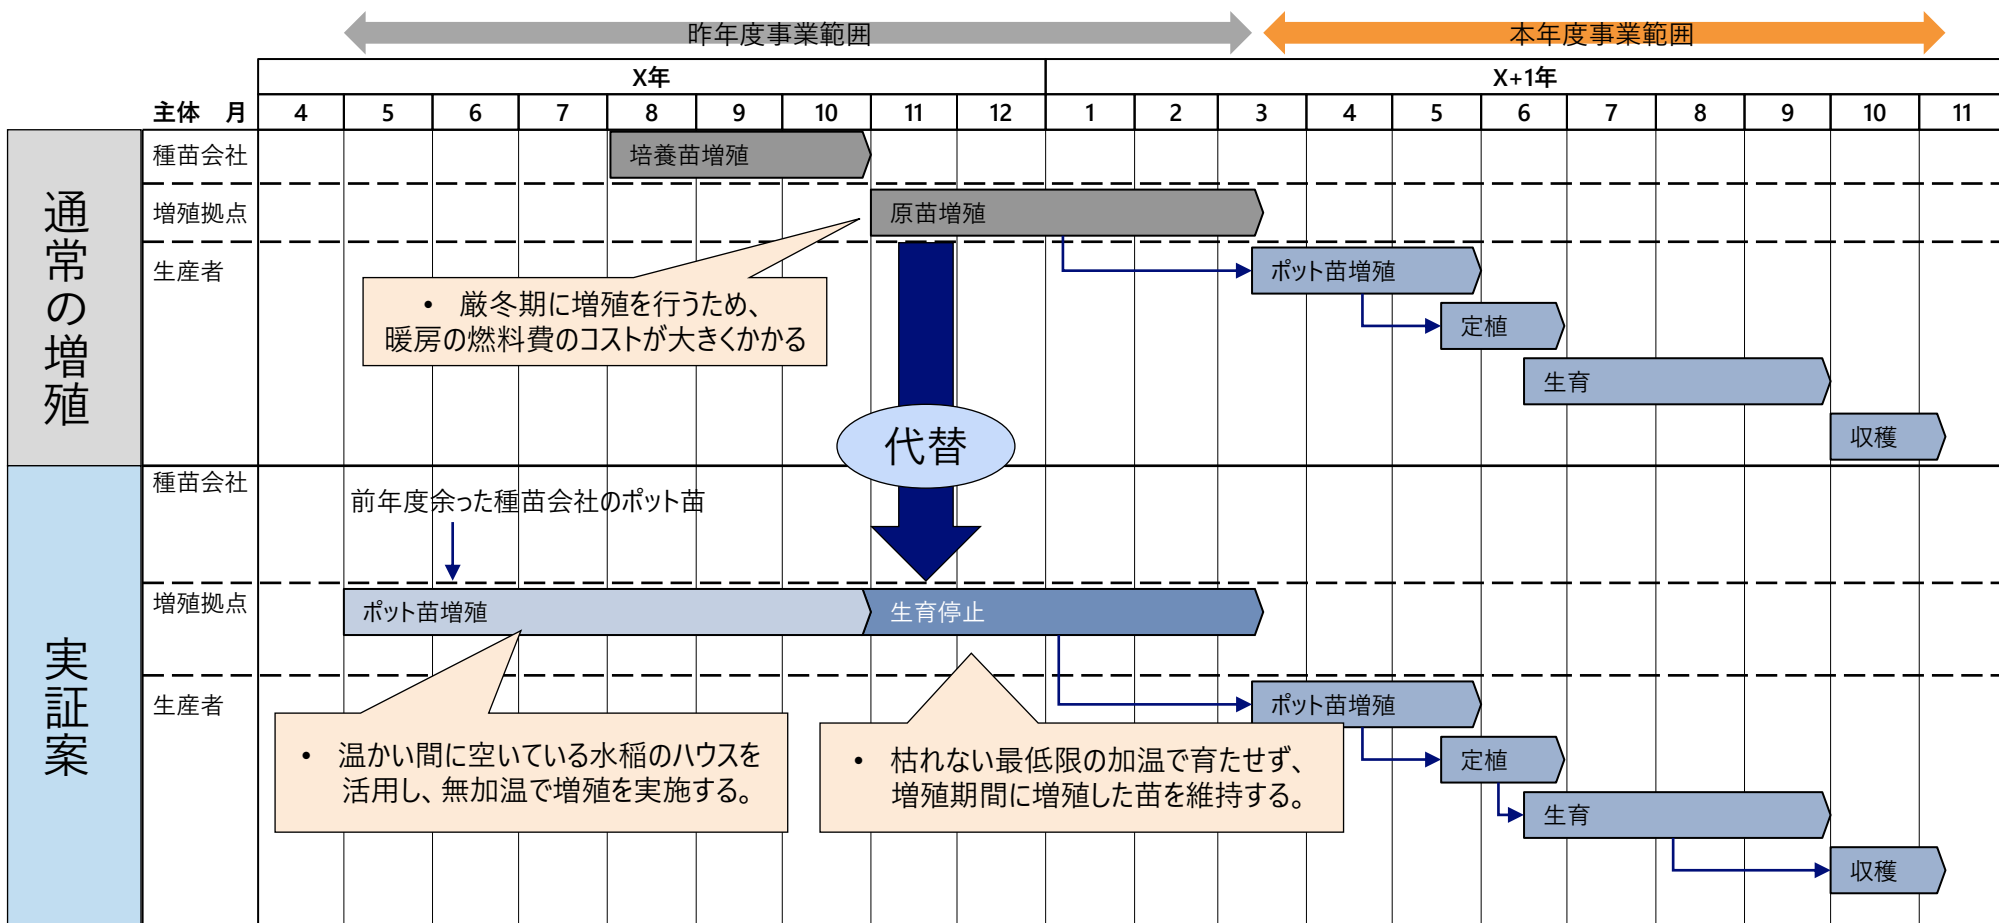 昨年度事業範囲
本年度事業範囲
X年
X+1年
主体 月
4 5 6 7 8 9 10 11 12 1 2 3 4 5 6 7 8 9 10 11
通常の増殖
種苗会社
培養苗増殖
増殖拠点
原苗増殖
生産者
ポット苗増殖
• 厳冬期に増殖を行うため、
暖房の燃料費のコストが大きくかかる
定植
生育
収穫
代替
実証案
種苗会社
前年度余った種苗会社のポット苗
増殖拠点
ポット苗増殖
生育停止
生産者
ポット苗増殖
• 温かい間に空いている水稲のハウスを
活用し、無加温で増殖を実施する。
• 枯れない最低限の加温で育たせず、
増殖期間に増殖した苗を維持する。
定植
生育
収穫